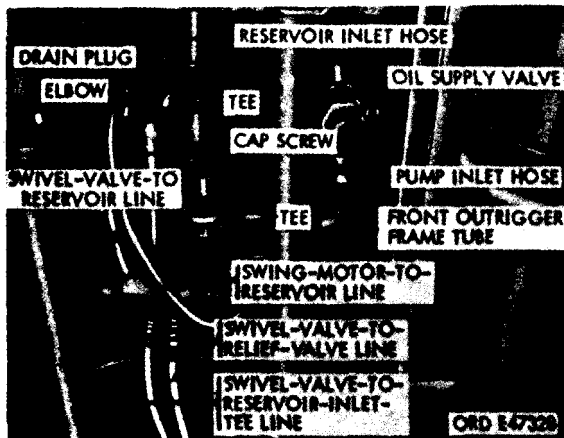 RESERVOIR INLET HOSE
DRAIN PLUG
OIL SUPPLY VALVE
ELBOW
TEE
CAP SCREW
SWIVEL-VALVE-TO
RESERVOIR LINE
PUMP INLET HOSE
TEE
FRONT OUTRIGGER
FRAME TUBE
SWING-MOTOR-TO-
RESERVOIR LINE
SWIVEL-VALVE-TO-
RELIEF-VALVE LINE
SWIVEL-VALVE-TO-
RESERVOIR-INLET-
TEE LINE
ORD E47328